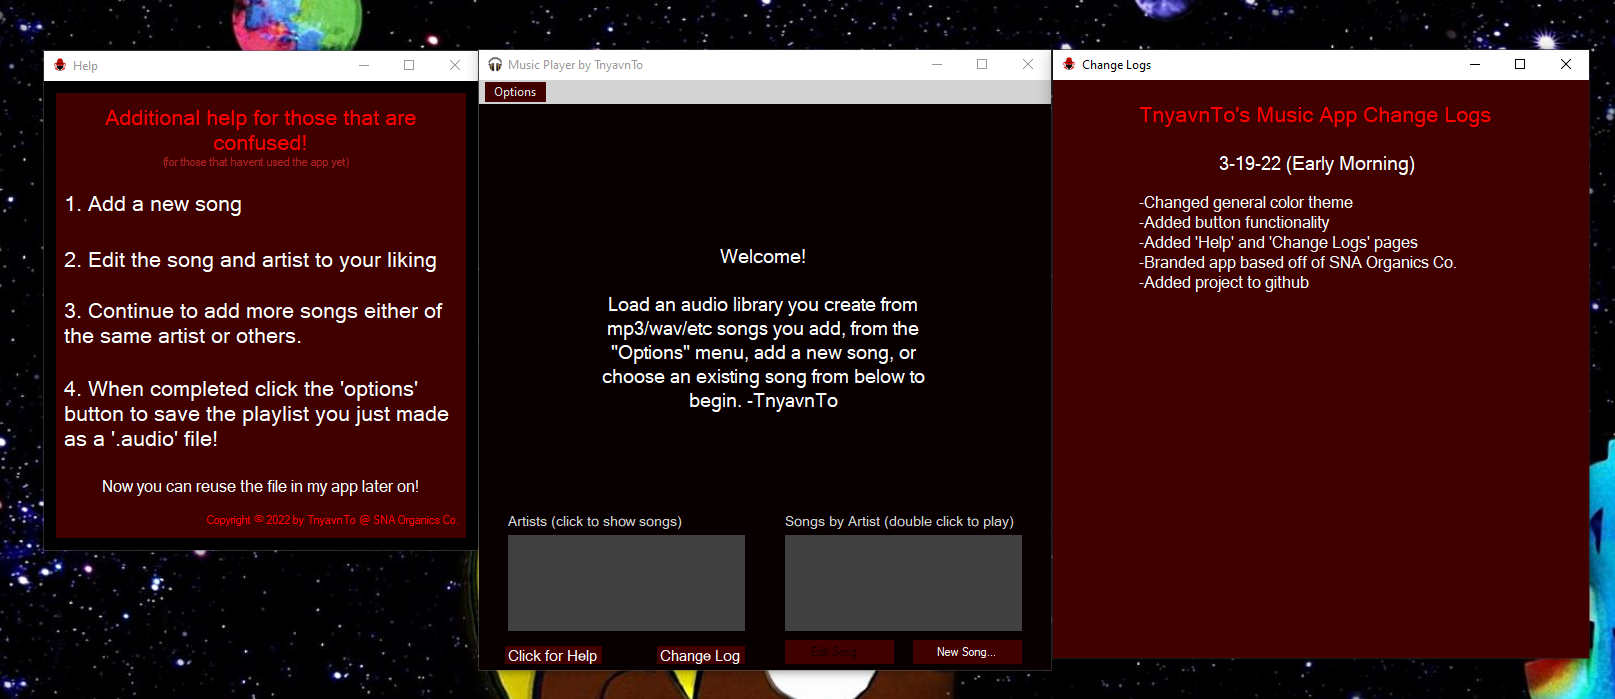 Help
Additional help for those that are
confused!
(for those that havent used the app yet)
1. Add a new song
2. Edit the song and artist to your liking
3. Continue to add more songs either of
the same artist or others.
4. When completed click the 'options'
button to save the playlist you just made
as a '.audio' file!
Now you can reuse the file in my app later on!
Copyright © 2022 by TnyavnTo @ SNA Organics Co.
Music Player by TnyavnTo
Options
Welcome!
Load an audio library you create from
mp3/wav/etc songs you add, from the
"Options" menu, add a new song, or
choose an existing song from below to
begin. -TnyavnTo
Artists (click to show songs)
Songs by Artist (double click to play)
Click for Help
Change Log
Edit Song...
New Song...
Change Logs
TnyavnTo's Music App Change Logs
3-19-22 (Early Morning)
-Changed general color theme
-Added button functionality
-Added 'Help' and 'Change Logs' pages
-Branded app based off of SNA Organics Co.
-Added project to github